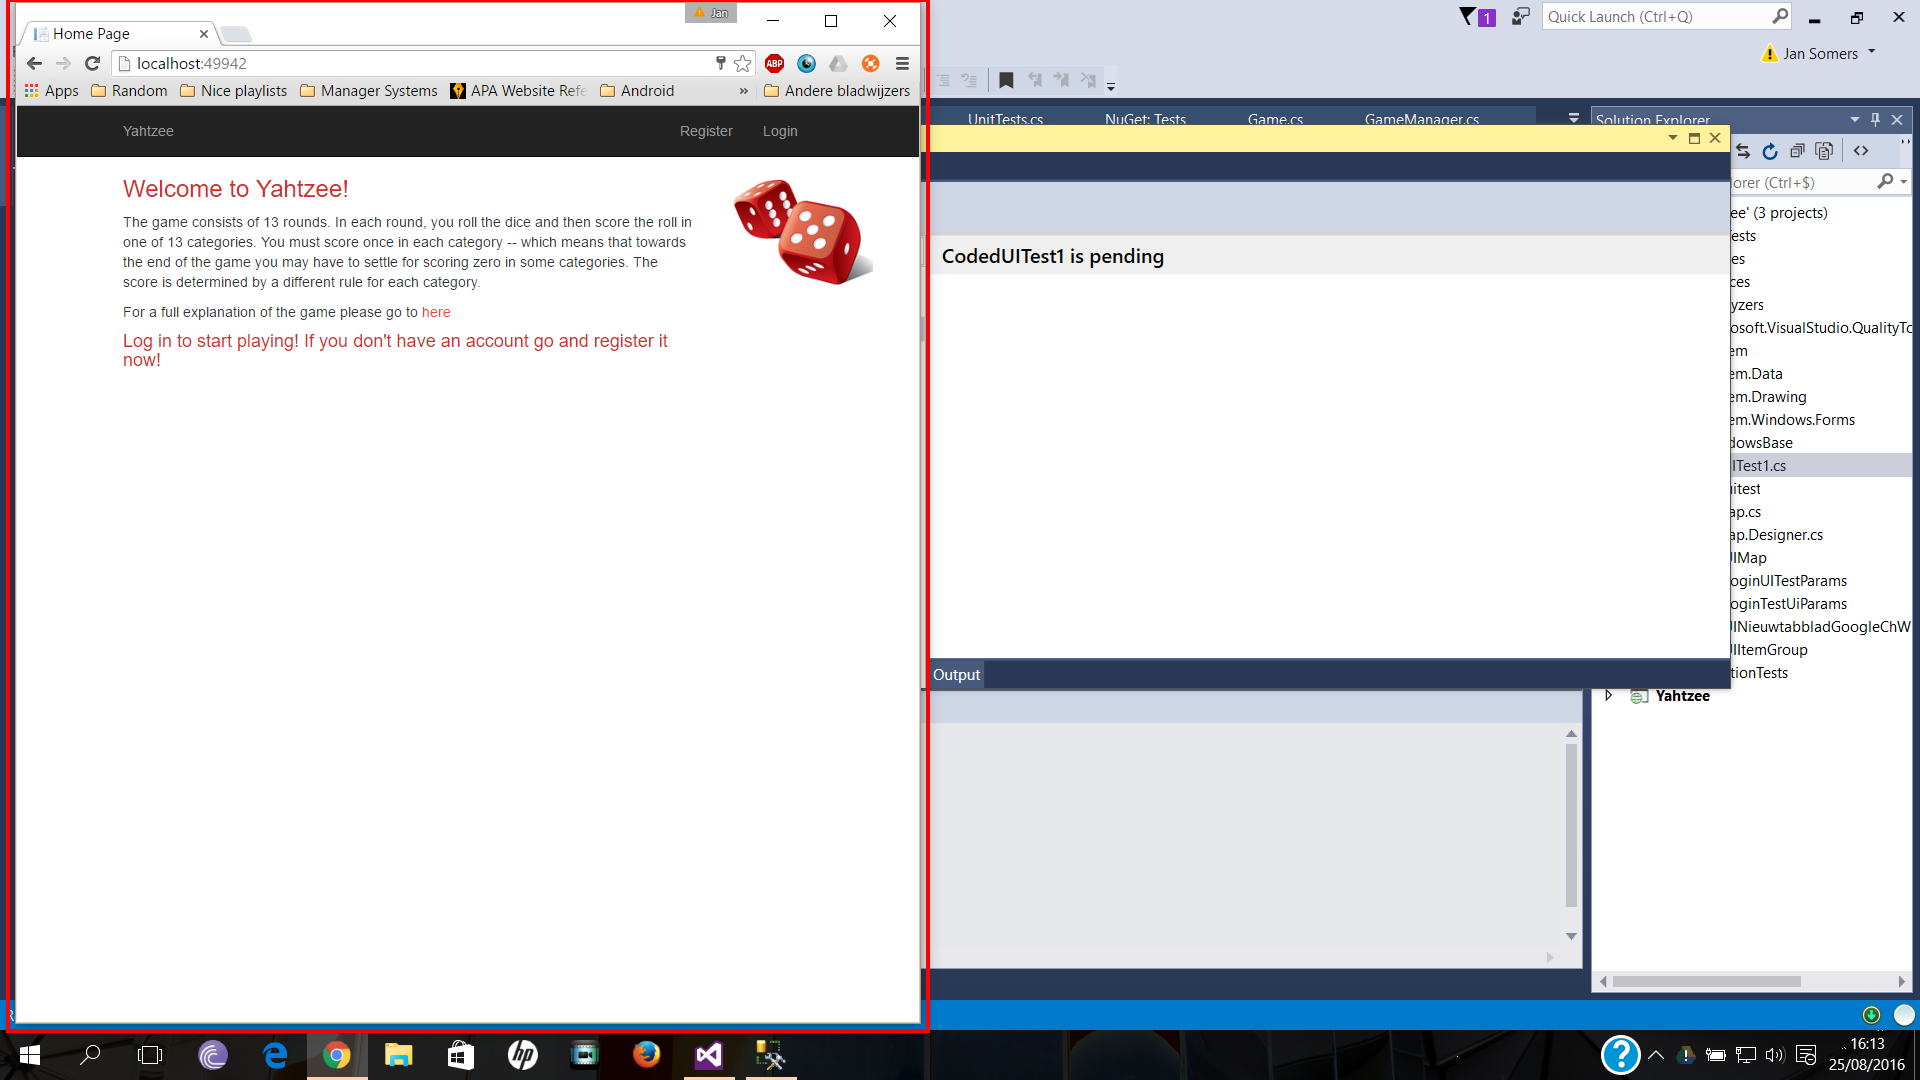 Jan
Home Page
localhost:49942
Apps Random Nice playlists Manager Systems APA Website Refe Android » Andere bladwijzers
Yahtzee Register Login
Welcome to Yahtzee!
The game consists of 13 rounds. In each round, you roll the dice and then score the roll in
one of 13 categories. You must score once in each category -- which means that towards
the end of the game you may have to settle for scoring zero in some categories. The
score is determined by a different rule for each category.
For a full explanation of the game please go to here
Log in to start playing! If you don't have an account go and register it
now!
1 Quick Launch (Ctrl+Q)
Jan Somers
UnitTests.cs NuGet: Tests Game.cs GameManager.cs
Solution Explorer
CodedUITest1 is pending
Output
orer (Ctrl+$)
ee' (3 projects)
ests
es
ces
yzers
osoft.VisualStudio.QualityTo
em
em.Data
em.Drawing
em.Windows.Forms
dowsBase
ITest1.cs
uitest
ap.cs
ap.Designer.cs
UIMap
oginUITestParams
oginTestUiParams
UINieuwtabbladGoogleChW
UIItemGroup
tionTests
Yahtzee
ABP
hp
16:13
25/08/2016